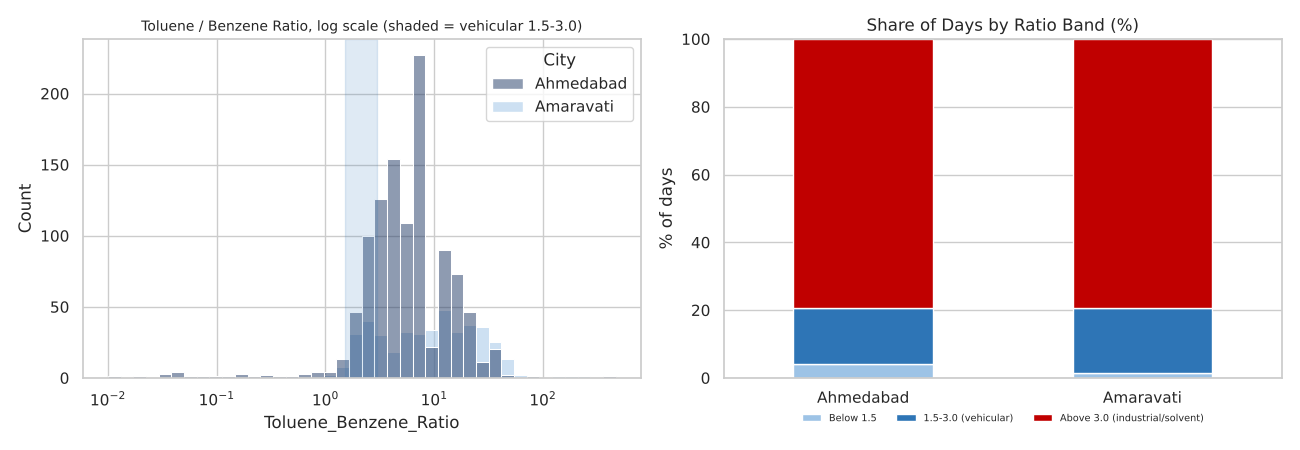 Toluene / Benzene Ratio, log scale (shaded = vehicular 1.5-3.0)
Count
200
150
100
50
0
City
Ahmedabad
Amaravati
10⁻² 10⁻¹ 10⁰ 10¹ 10²
Toluene_Benzene_Ratio
Share of Days by Ratio Band (%)
% of days
100
80
60
40
20
0
Ahmedabad Amaravati
Below 1.5 1.5-3.0 (vehicular) Above 3.0 (industrial/solvent)